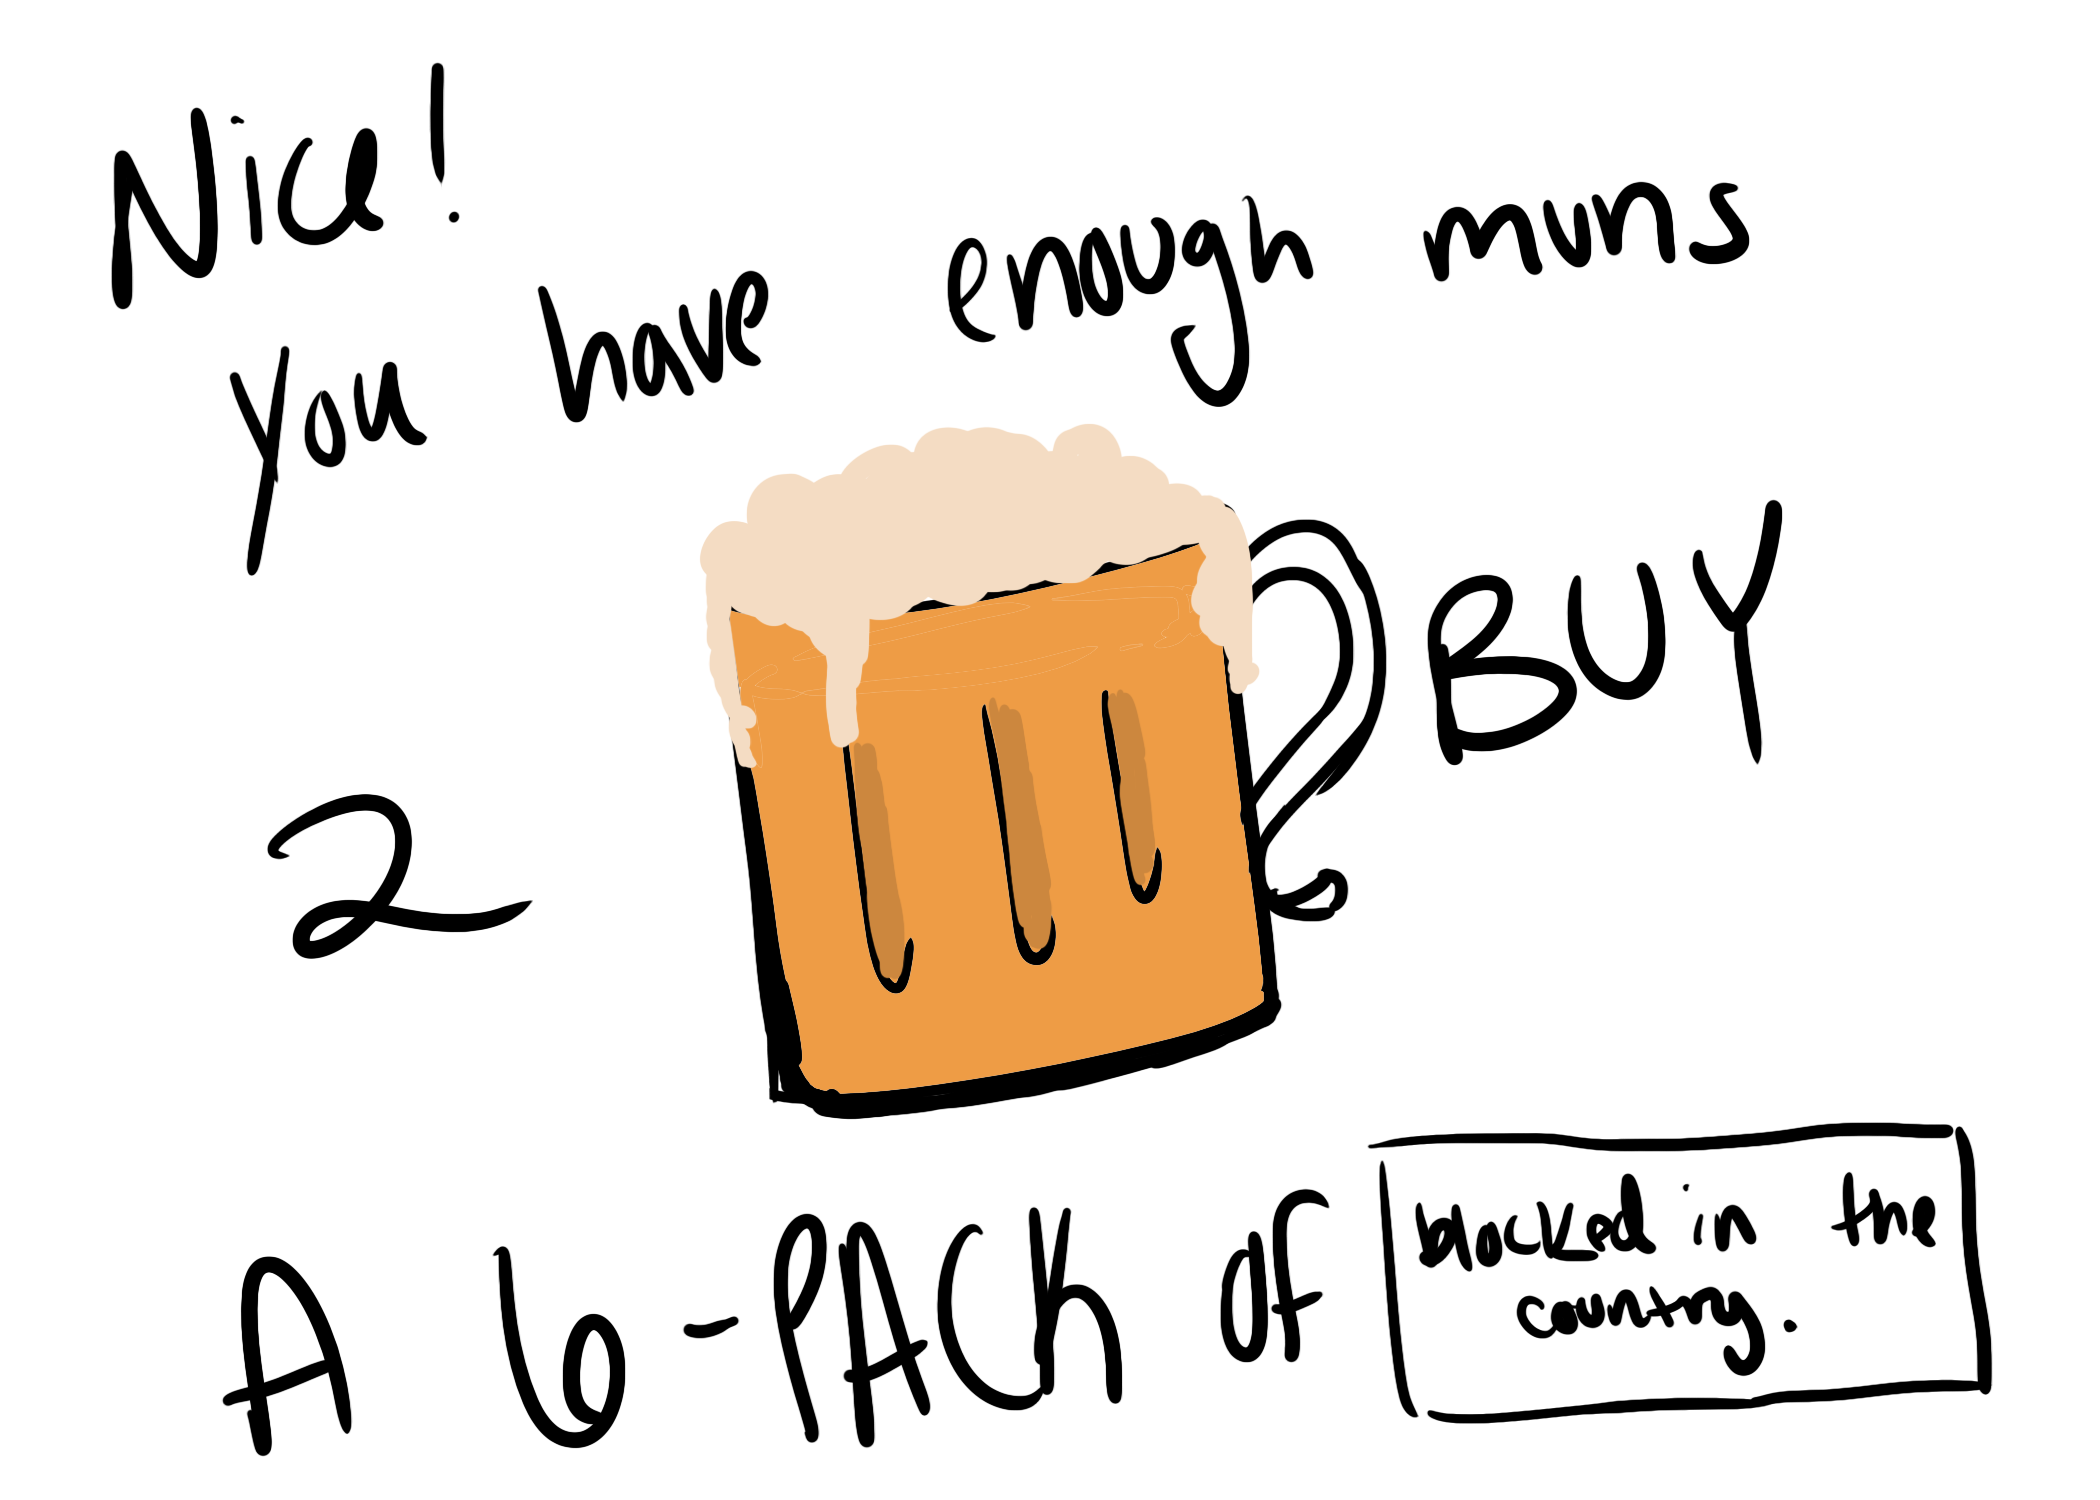 Nice!
you have enough muns
2 BUY
A 6-PACK of
blocked in the
country.